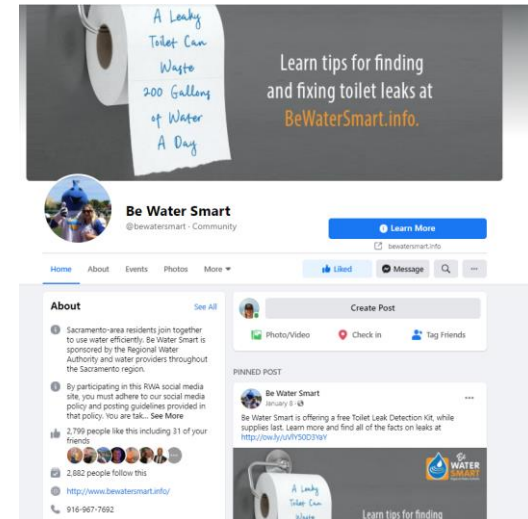 A Leaky
Toilet Can
Waste
200 Gallons
of Water
A Day
Learn tips for finding
and fixing toilet leaks at
BeWaterSmart.info.
Be Water Smart
@bewatersmart · Community
Learn More
bewatersmart.info
Home About Events Photos More
Liked Message
About See All
Sacramento-area residents join together
to use water efficiently. Be Water Smart is
sponsored by the Regional Water
Authority and water providers throughout
the Sacramento region.
By participating in this RWA social media
site, you must adhere to our social media
policy and posting guidelines provided in
that policy. You are tak... See More
2,799 people like this including 31 of your
friends
2,882 people follow this
http://www.bewatersmart.info/
916-967-7692
Create Post
Photo/Video Check in Tag Friends
PINNED POST
Be Water Smart
January 8 ·
Be Water Smart is offering a free Toilet Leak Detection Kit, while
supplies last. Learn more and find all of the facts on leaks at
Be
WATER
SMART
A Leaky
Toilet Can
Waste
Learn tips for finding